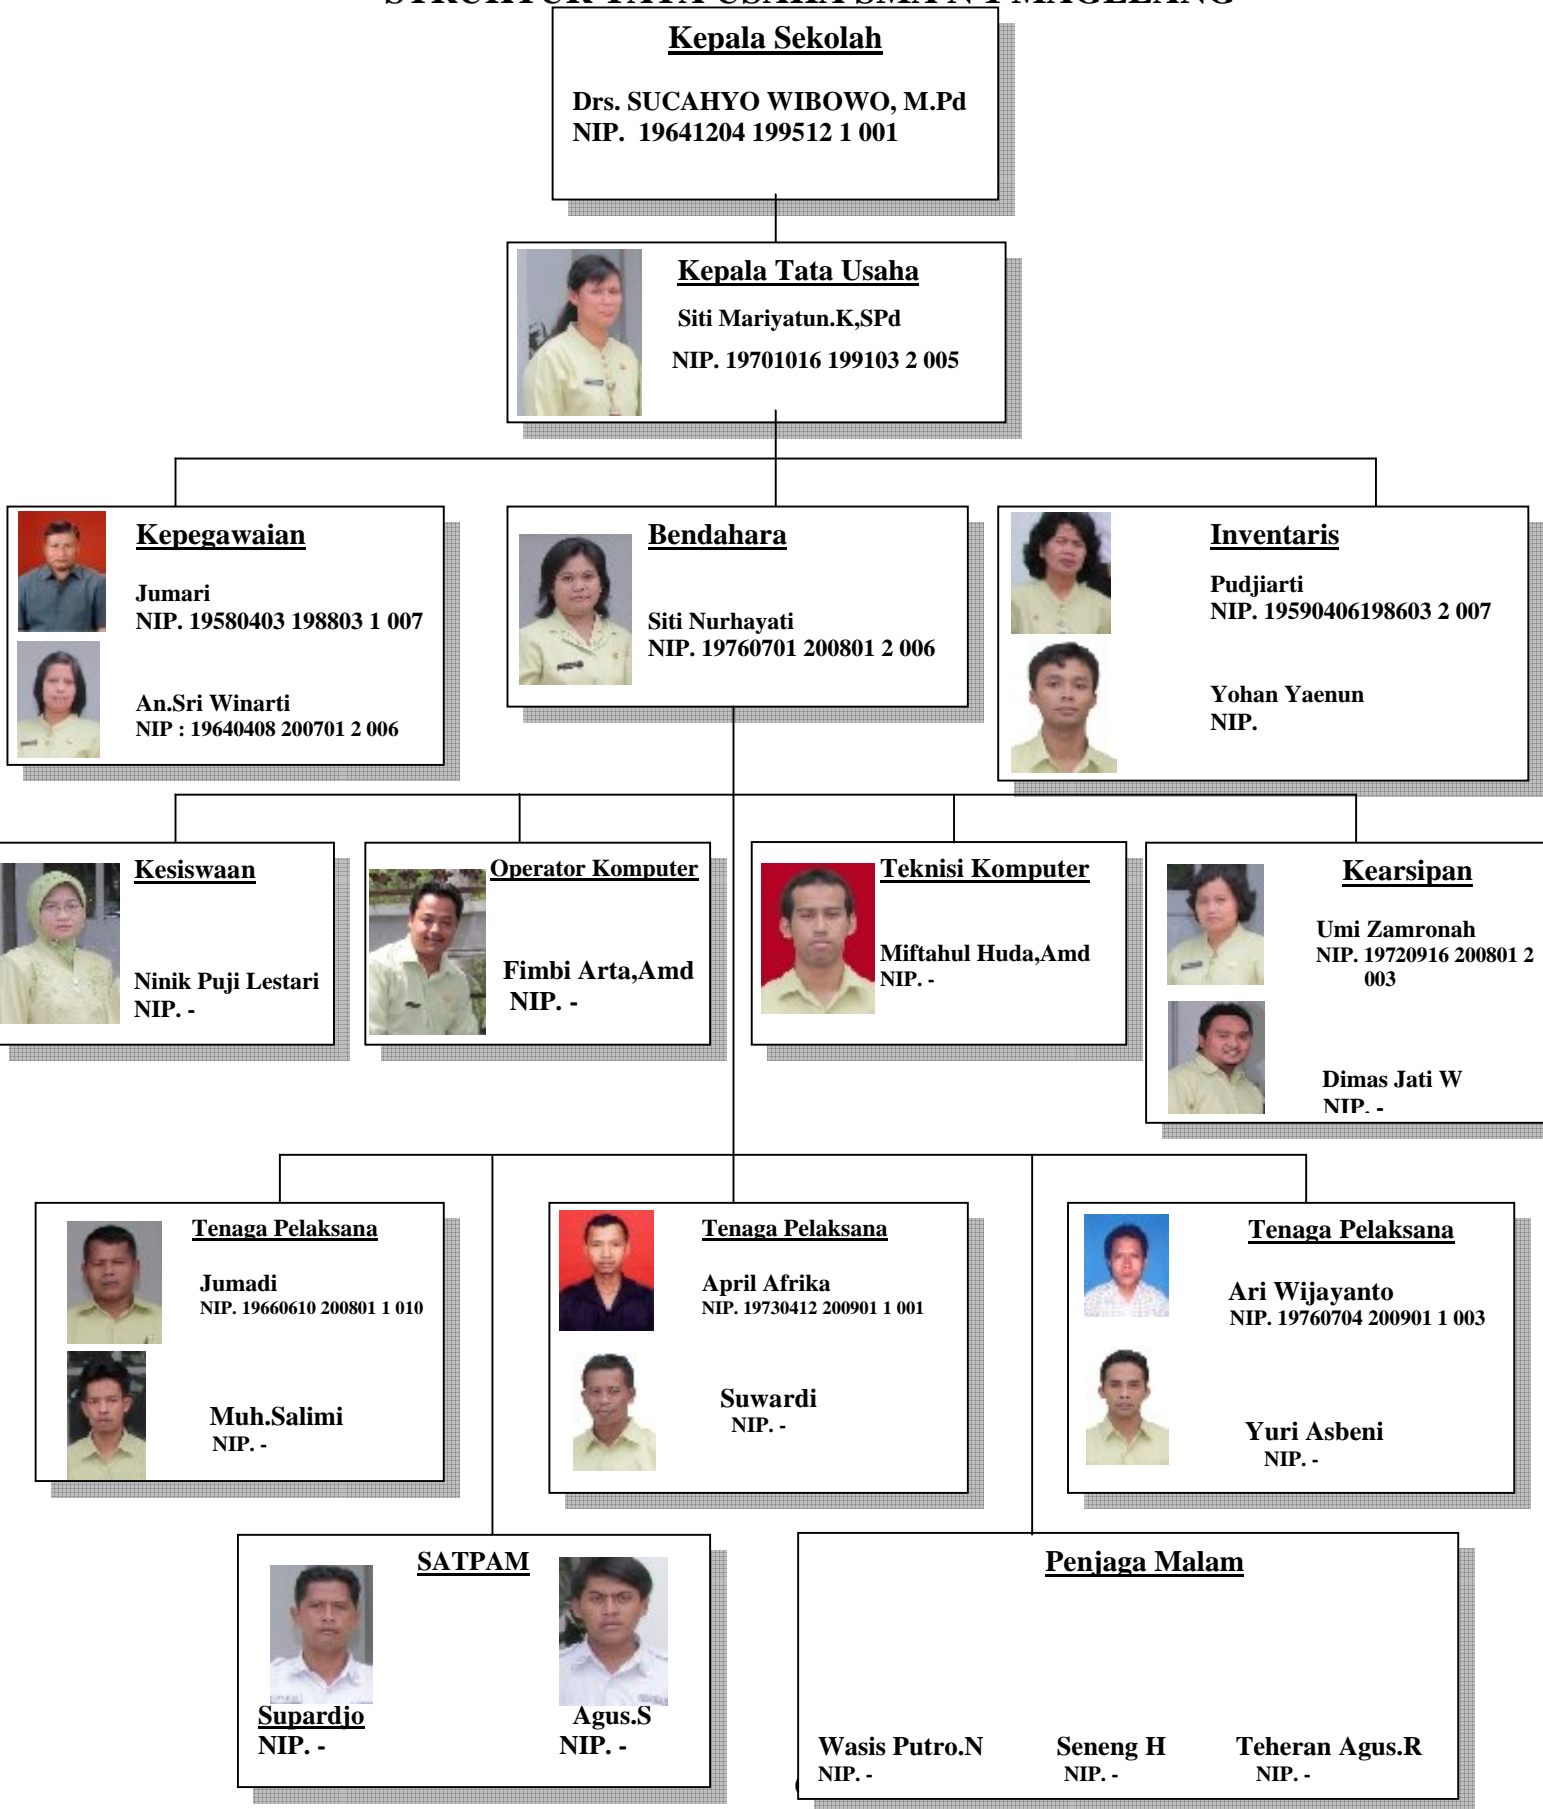 STRUKTUR TATA USAHA SMA N 1 MAGELANG
Kepala Sekolah
Drs. SUCAHYO WIBOWO, M.Pd
NIP.  19641204 199512 1 001
Kepala Tata Usaha
Siti Mariyatun.K,SPd
NIP. 19701016 199103 2 005
Kepegawaian
Jumari
NIP. 19580403 198803 1 007
An.Sri Winarti
NIP : 19640408 200701 2 006
Bendahara
Siti Nurhayati
NIP. 19760701 200801 2 006
Inventaris
Pudjiarti
NIP. 19590406198603 2 007
Yohan Yaenun
NIP.
Kesiswaan
Ninik Puji Lestari
NIP. -
Operator Komputer
Fimbi Arta,Amd
NIP. -
Teknisi Komputer
Miftahul Huda,Amd
NIP. -
Kearsipan
Umi Zamronah
NIP. 19720916 200801 2
003
Dimas Jati W
NIP. -
Tenaga Pelaksana
Jumadi
NIP. 19660610 200801 1 010
Muh.Salimi
NIP. -
Tenaga Pelaksana
April Afrika
NIP. 19730412 200901 1 001
Suwardi
NIP. -
Tenaga Pelaksana
Ari Wijayanto
NIP. 19760704 200901 1 003
Yuri Asbeni
NIP. -
SATPAM
Supardjo
NIP. -
Agus.S
NIP. -
Penjaga Malam
Wasis Putro.N
NIP. -
Seneng H
NIP. -
Teheran Agus.R
NIP. -